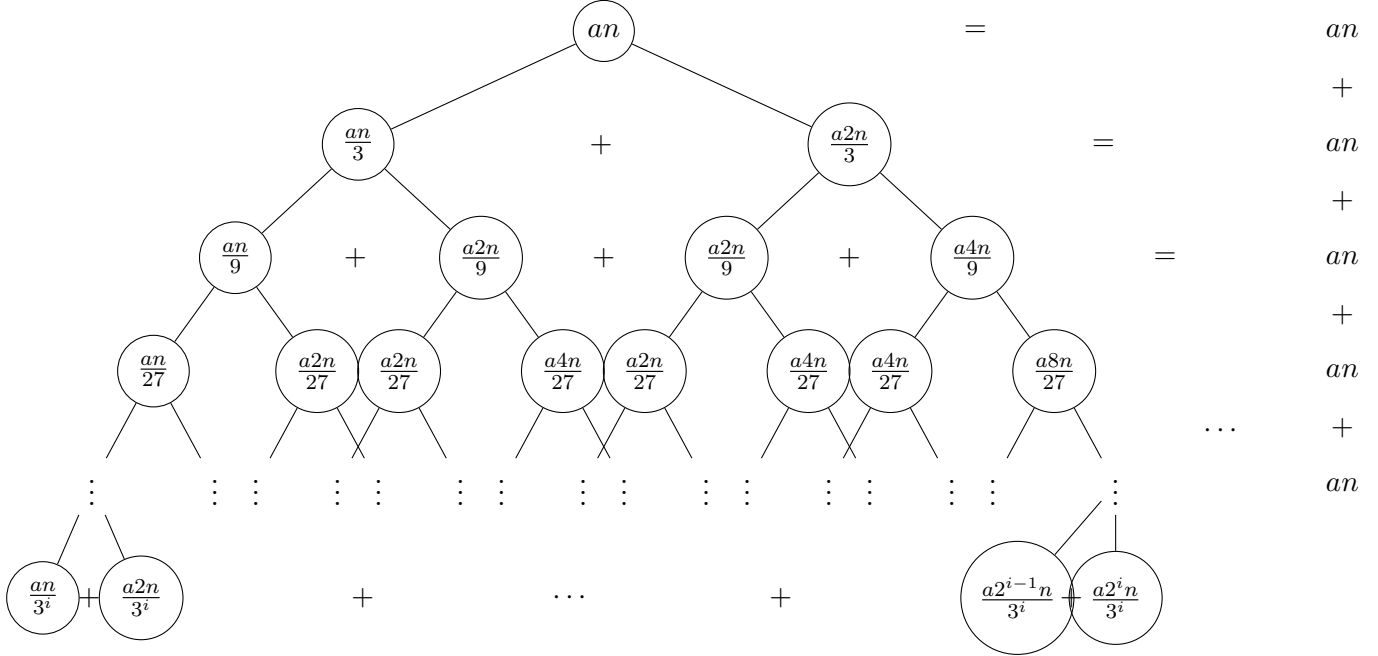 an = an
+
an/3 + a2n/3 = an
+
an/9 + a2n/9 + a2n/9 + a4n/9 = an
+
an/27 a2n/27 a2n/27 a4n/27 a2n/27 a4n/27 a4n/27 a8n/27 an
⋯ +
⋮ ⋮ ⋮ ⋮ ⋮ ⋮ ⋮ ⋮ ⋮ ⋮ ⋮ ⋮ ⋮ ⋮ ⋮ ⋮ an
an/3^i + a2n/3^i + ⋯ + a2^{i−1}n/3^i + a2^i n/3^i